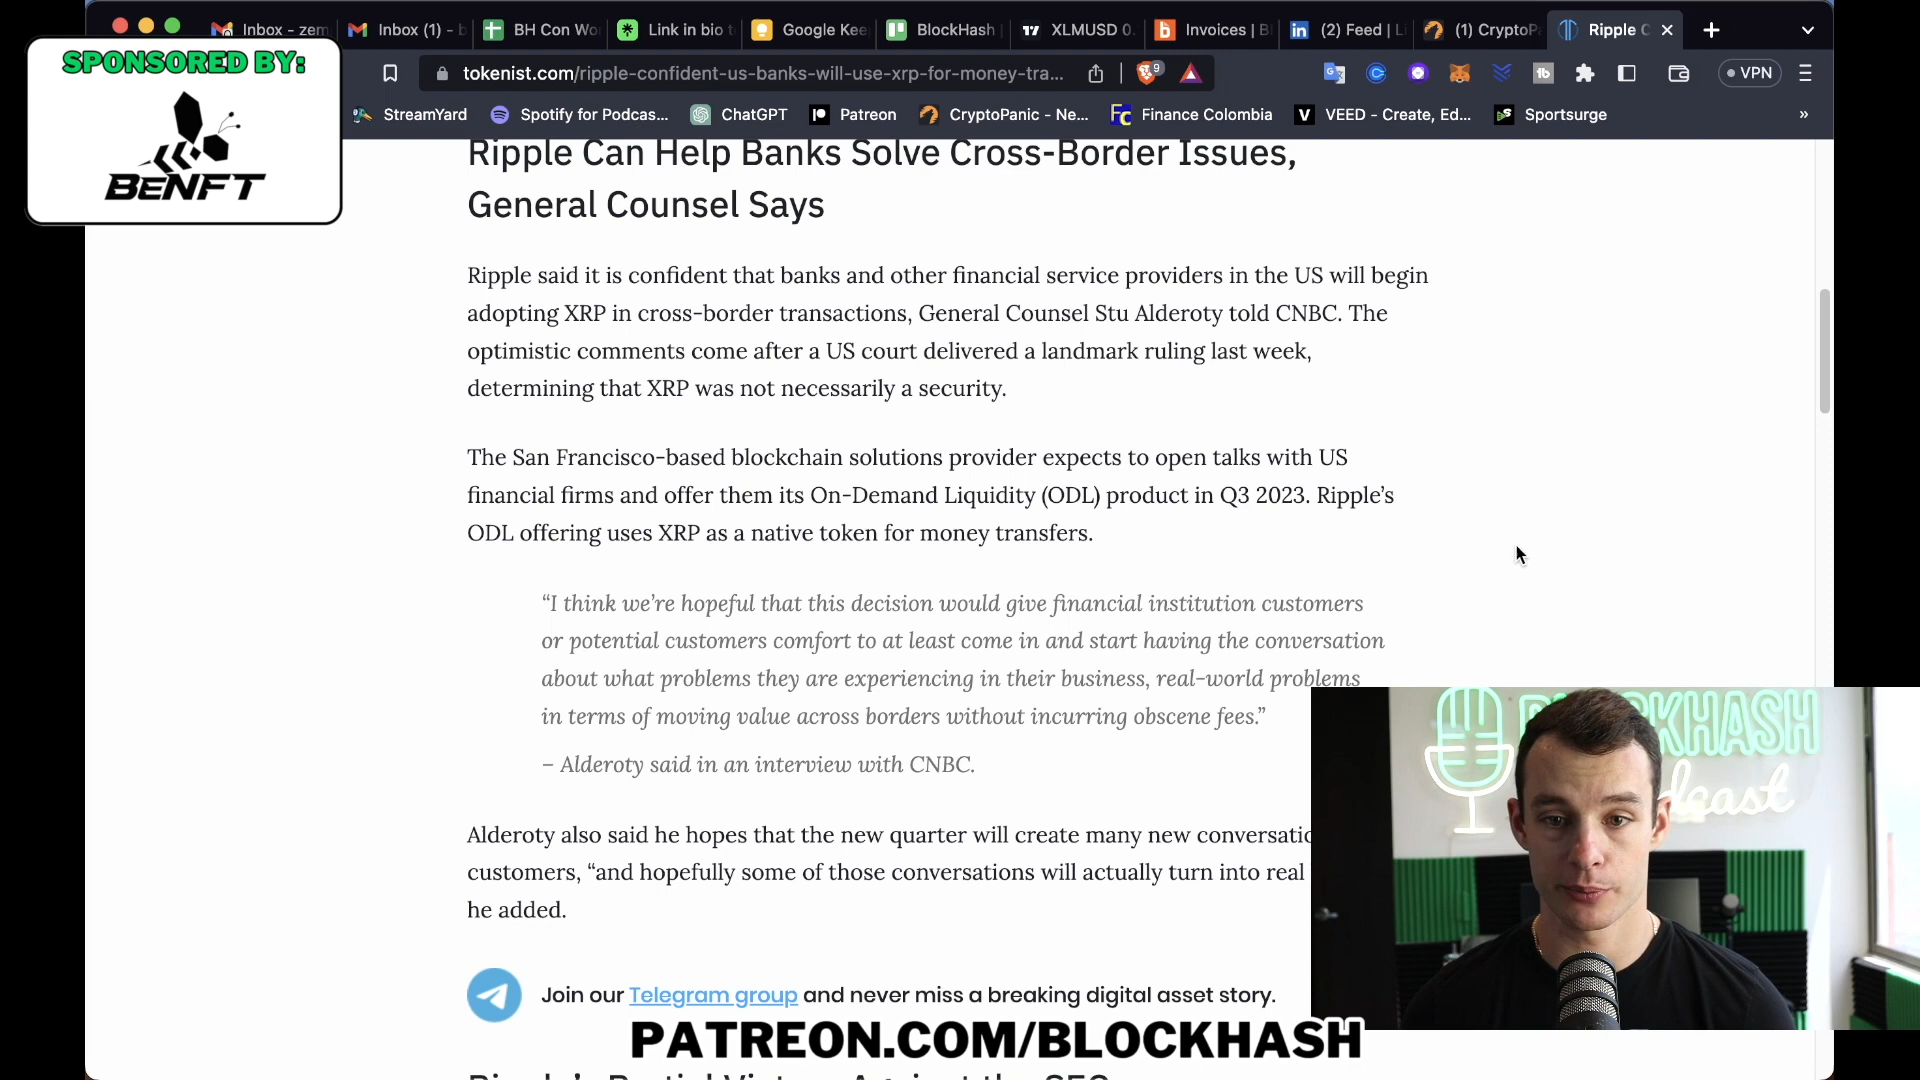 Inbox - zem
Inbox (1) - b
BH Con Wo
Link in bio t
Google Kee
BlockHash
XLMUSD 0.
Invoices | B
(2) Feed | Li
(1) CryptoP
Ripple C
SPONSORED BY:
BENFT
tokenist.com/ripple-confident-us-banks-will-use-xrp-for-money-tra...
9
VPN
StreamYard
Spotify for Podcas...
ChatGPT
Patreon
CryptoPanic - Ne...
Finance Colombia
VEED - Create, Ed...
Sportsurge
»
Ripple Can Help Banks Solve Cross-Border Issues,
General Counsel Says
Ripple said it is confident that banks and other financial service providers in the US will begin
adopting XRP in cross-border transactions, General Counsel Stu Alderoty told CNBC. The
optimistic comments come after a US court delivered a landmark ruling last week,
determining that XRP was not necessarily a security.
The San Francisco-based blockchain solutions provider expects to open talks with US
financial firms and offer them its On-Demand Liquidity (ODL) product in Q3 2023. Ripple’s
ODL offering uses XRP as a native token for money transfers.
“I think we’re hopeful that this decision would give financial institution customers
or potential customers comfort to at least come in and start having the conversation
about what problems they are experiencing in their business, real-world problems
in terms of moving value across borders without incurring obscene fees.”
– Alderoty said in an interview with CNBC.
Alderoty also said he hopes that the new quarter will create many new conversatio
customers, “and hopefully some of those conversations will actually turn into real
he added.
BLOCKHASH
Podcast
Join our Telegram group and never miss a breaking digital asset story.
PATREON.COM/BLOCKHASH
Ripple’s Partial Victory Against the SEC